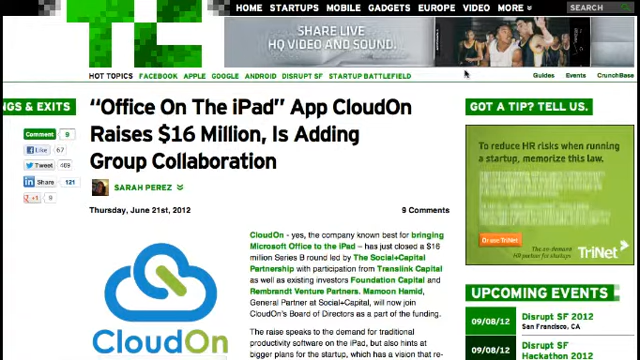 HOME STARTUPS MOBILE GADGETS EUROPE VIDEO MORE
SEARCH
SHARE LIVE
HQ VIDEO AND SOUND.
HOT TOPICS FACEBOOK APPLE GOOGLE ANDROID DISRUPT SF STARTUP BATTLEFIELD
Guides Events CrunchBase
NGS & EXITS
Comment 9
Like 67
Tweet 409
Share 121
+1 9
“Office On The iPad” App CloudOn
Raises $16 Million, Is Adding
Group Collaboration
SARAH PEREZ
Thursday, June 21st, 2012
9 Comments
CloudOn
CloudOn - yes, the company known best for bringing
Microsoft Office to the iPad – has just closed a $16
million Series B round led by The Social+Capital
Partnership with participation from Translink Capital
as well as existing investors Foundation Capital and
Rembrandt Venture Partners. Mamoon Hamid,
General Partner at Social+Capital, will now join
CloudOn's Board of Directors as a part of the funding.
The raise speaks to the demand for traditional
productivity software on the iPad, but also hints at
bigger plans for the startup, which has a vision that re-
GOT A TIP? TELL US.
To reduce HR risks when running
a startup, memorize this law.
TriNet
UPCOMING EVENTS
09/08/12
Disrupt SF 2012
San Francisco, CA
09/08/12
Disrupt SF
Hackathon 2012